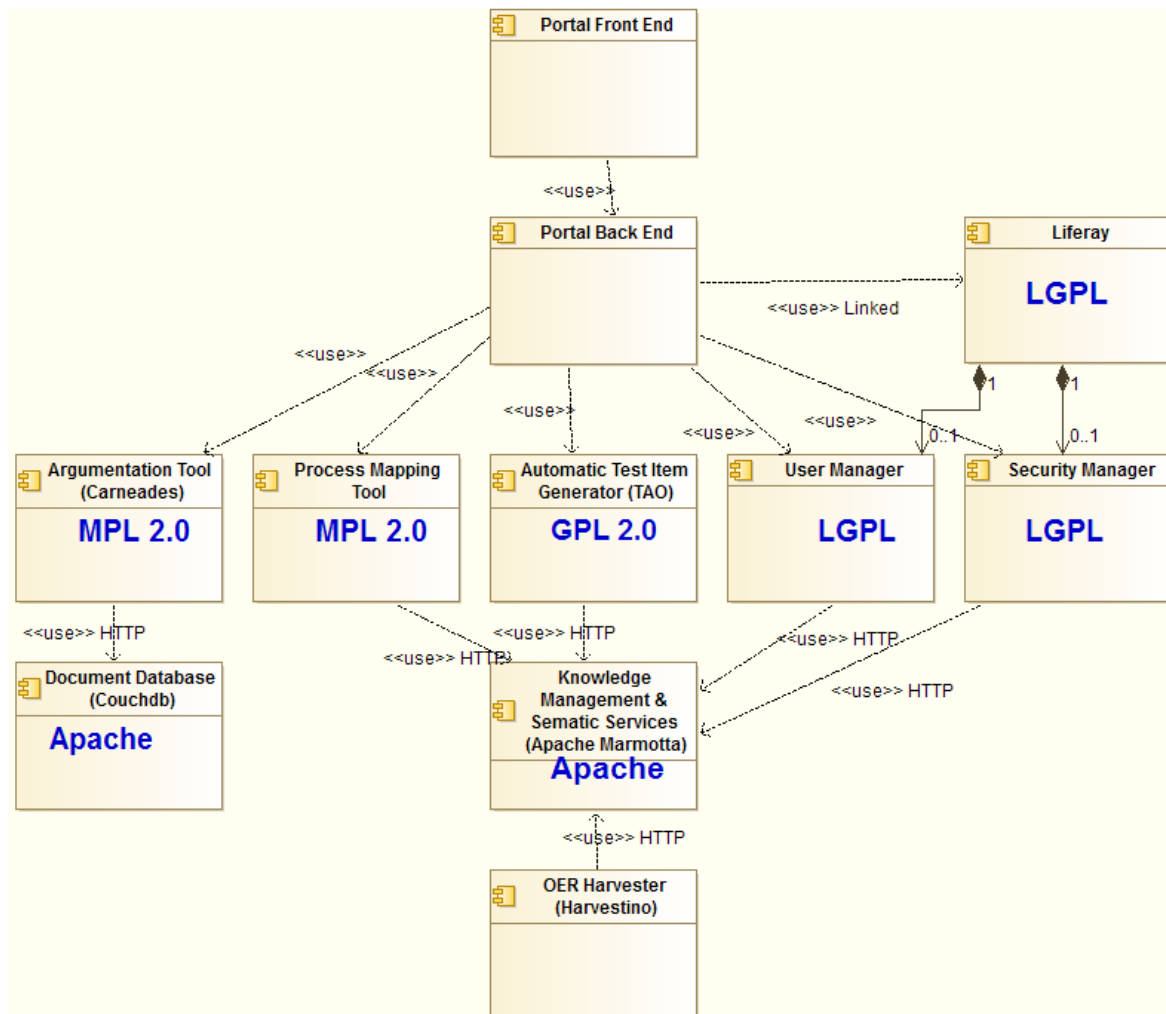 Portal Front End
<<use>>
Portal Back End
Liferay
LGPL
<<use>> Linked
<<use>>
<<use>>
<<use>>
<<use>>
<<use>>
1
1
0..1
0..1
Argumentation Tool
(Carneades)
MPL 2.0
Process Mapping
Tool
MPL 2.0
Automatic Test Item
Generator (TAO)
GPL 2.0
User Manager
LGPL
Security Manager
LGPL
<<use>> HTTP
<<use>> HTTP
<<use>> HTTP
<<use>> HTTP
<<use>> HTTP
Document Database
(Couchdb)
Apache
Knowledge
Management &
Sematic Services
(Apache Marmotta)
Apache
<<use>> HTTP
OER Harvester
(Harvestino)